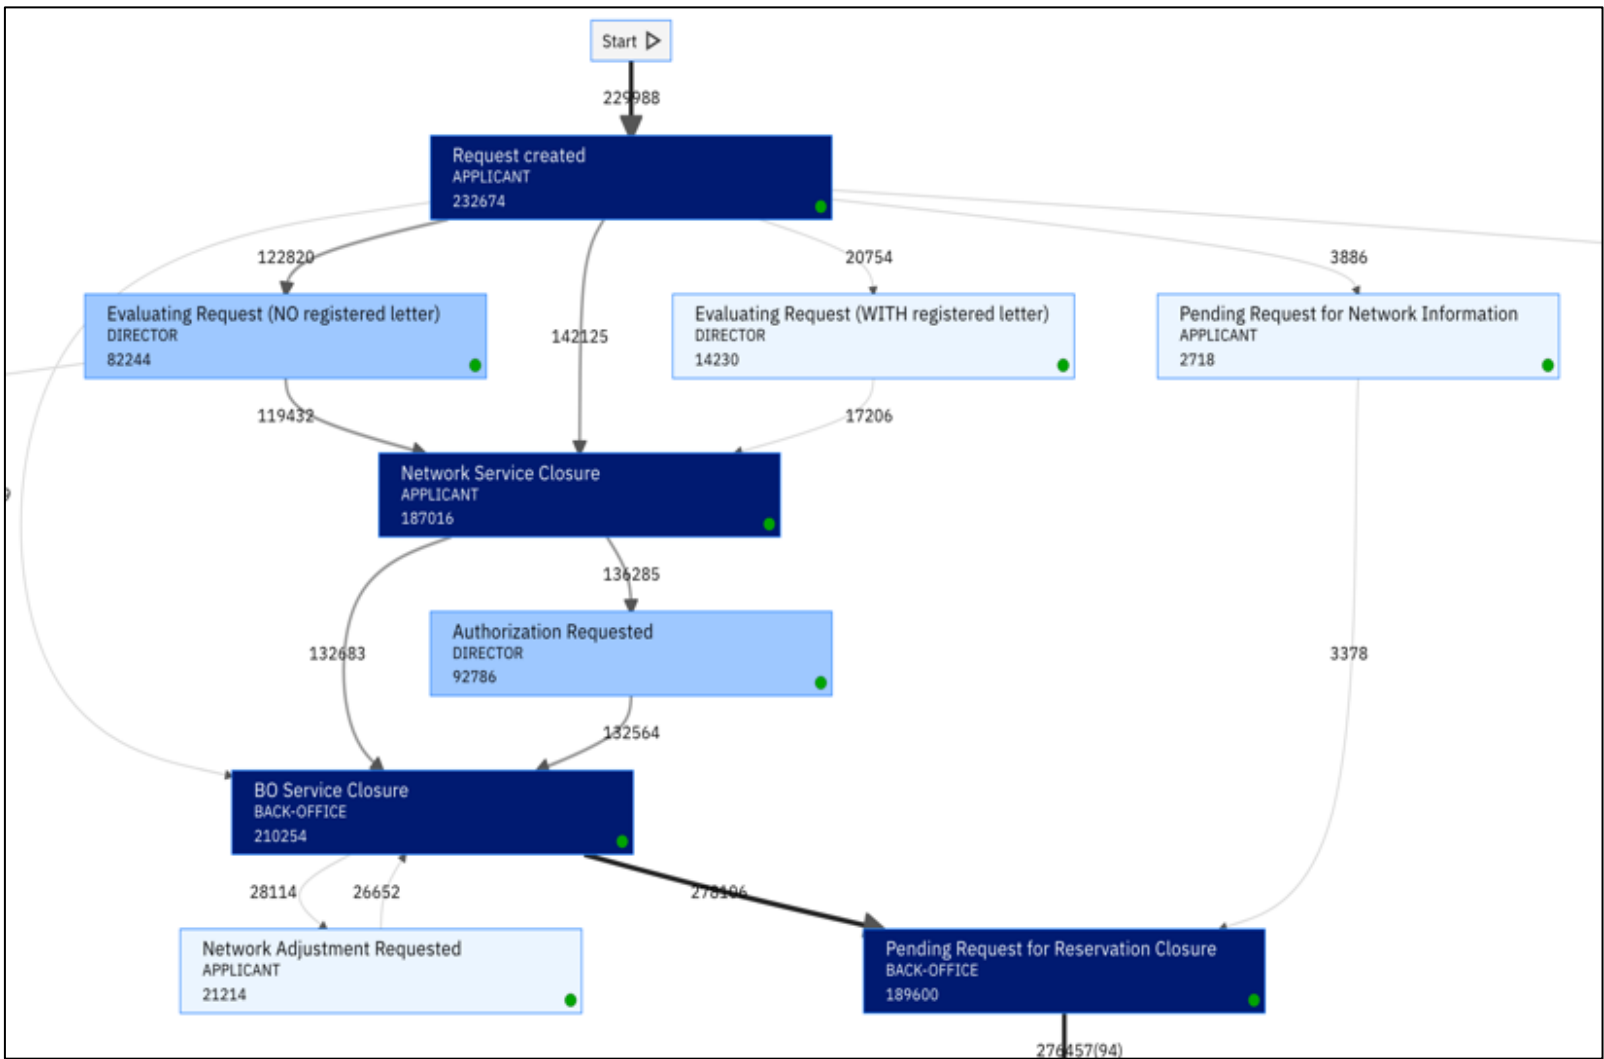 Start
229988
Request created
APPLICANT
232674
122820
20754
3886
Evaluating Request (NO registered letter)
DIRECTOR
82244
142125
Evaluating Request (WITH registered letter)
DIRECTOR
14230
Pending Request for Network Information
APPLICANT
2718
119432
17206
Network Service Closure
APPLICANT
187016
9
136285
Authorization Requested
DIRECTOR
92786
132683
3378
132564
BO Service Closure
BACK-OFFICE
210254
28114
26652
278106
Network Adjustment Requested
APPLICANT
21214
Pending Request for Reservation Closure
BACK-OFFICE
189600
276457(94)